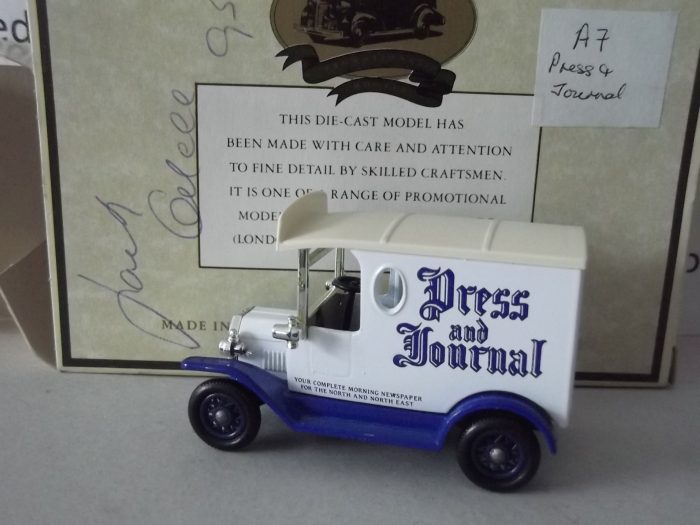 ed
A7
Press &
Journal
THIS DIE-CAST MODEL HAS
BEEN MADE WITH CARE AND ATTENTION
TO FINE DETAIL BY SKILLED CRAFTSMEN.
IT IS ONE OF A RANGE OF PROMOTIONAL
MODEL
(LOND
MADE IN
Press
and
Journal
YOUR COMPLETE MORNING NEWSPAPER
FOR THE NORTH AND NORTH EAST